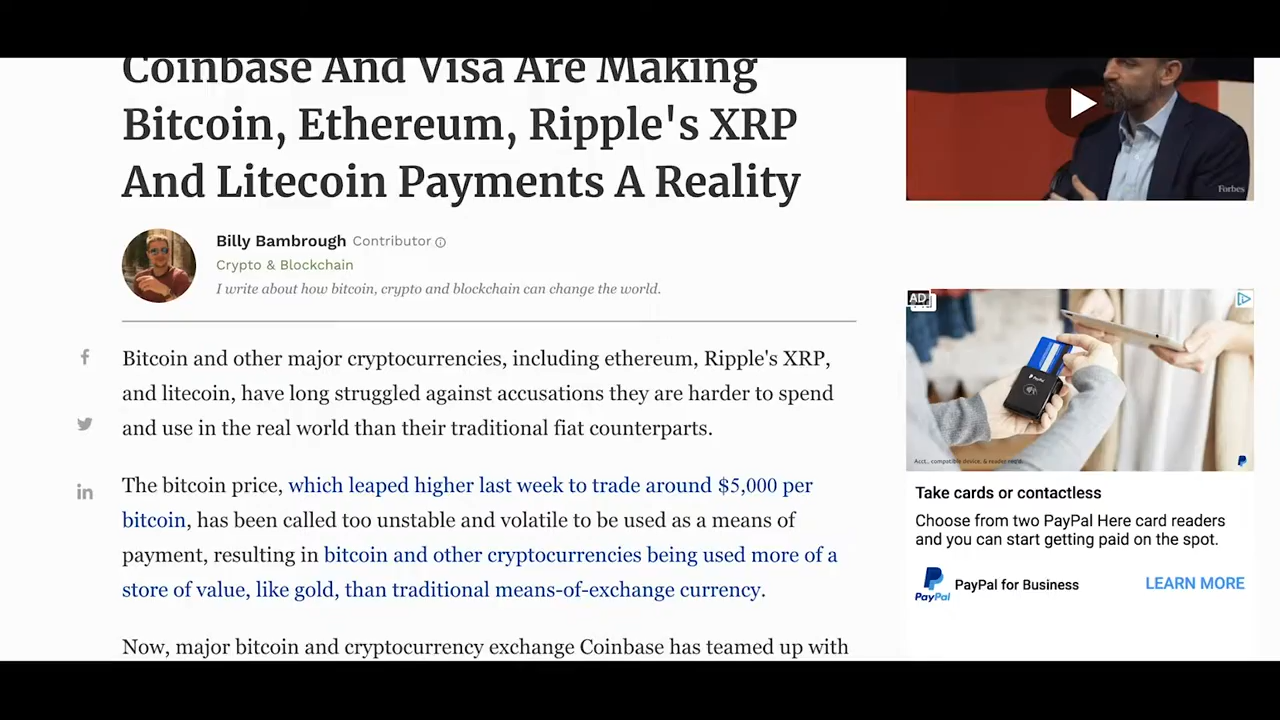 Coinbase And Visa Are Making
Bitcoin, Ethereum, Ripple's XRP
And Litecoin Payments A Reality
Billy Bambrough Contributor
Crypto & Blockchain
I write about how bitcoin, crypto and blockchain can change the world.
Bitcoin and other major cryptocurrencies, including ethereum, Ripple's XRP,
and litecoin, have long struggled against accusations they are harder to spend
and use in the real world than their traditional fiat counterparts.
The bitcoin price, which leaped higher last week to trade around $5,000 per
bitcoin, has been called too unstable and volatile to be used as a means of
payment, resulting in bitcoin and other cryptocurrencies being used more of a
store of value, like gold, than traditional means-of-exchange currency.
Now, major bitcoin and cryptocurrency exchange Coinbase has teamed up with
Forbes
AD
PayPal
Acct., compatible device, & reader req'd.
Take cards or contactless
Choose from two PayPal Here card readers
and you can start getting paid on the spot.
PayPal
PayPal for Business
LEARN MORE